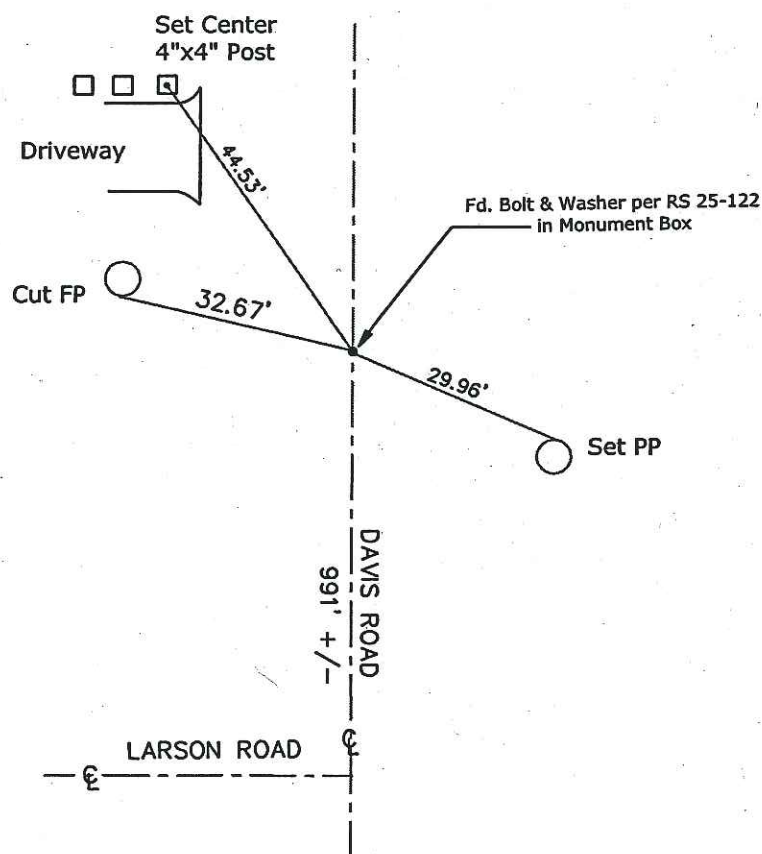 Set Center
4"x4" Post
Driveway
44.53'
Fd. Bolt & Washer per RS 25-122
in Monument Box
Cut FP
32.67'
29.96'
Set PP
DAVIS ROAD
991' +/-
LARSON ROAD
℄
℄